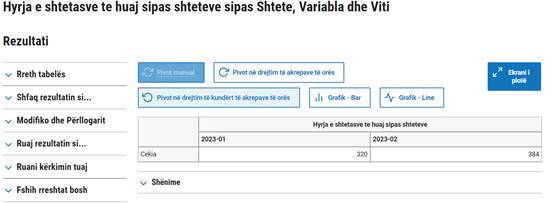 Hyrja e shtetasve te huaj sipas shteteve sipas Shtete, Variabla dhe Viti
Rezultati
Rreth tabelës
Shfaq rezultatin si...
Modifiko dhe Përllogarit
Ruaj rezultatin si...
Ruani kërkimin tuaj
Fshih rreshtat bosh
Pivot manual
Pivot në drejtim të akrepave të orës
Pivot në drejtim të kundërt të akrepave të orës
Grafik - Bar
Grafik - Line
Ekrani i
plotë
Hyrja e shtetasve te huaj sipas shteteve
2023-01 2023-02
Cekia 320 384
Shënime